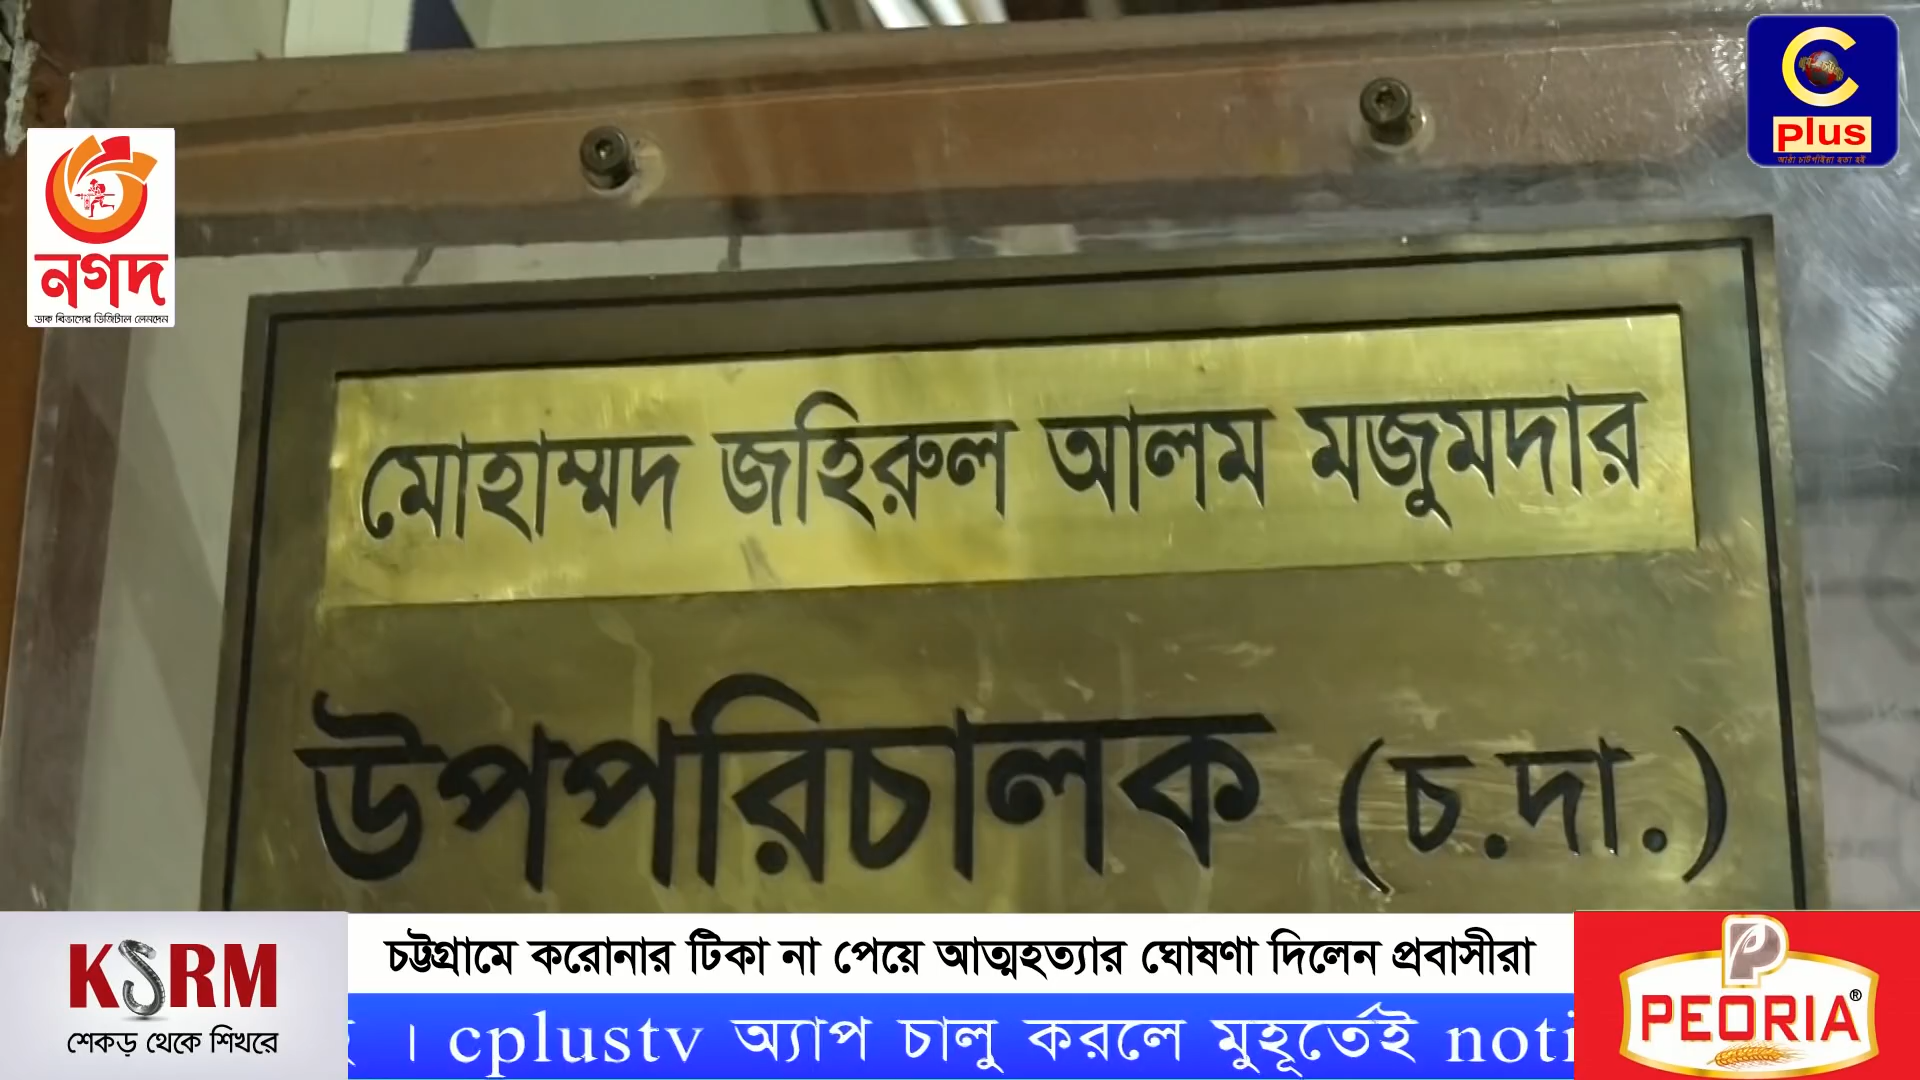 C
plus
নগদ
ডাক বিভাগের ডিজিটাল লেনদেন
মোহাম্মদ জহিরুল আলম মজুমদার
উপপরিচালক (চ.দা.)
KSRM
শেকড় থেকে শিখরে
চট্টগ্রামে করোনার টিকা না পেয়ে আত্মহত্যার ঘোষণা দিলেন প্রবাসীরা
। cplustv অ্যাপ চালু করলে মুহূর্তেই noti
P
PEORIA®